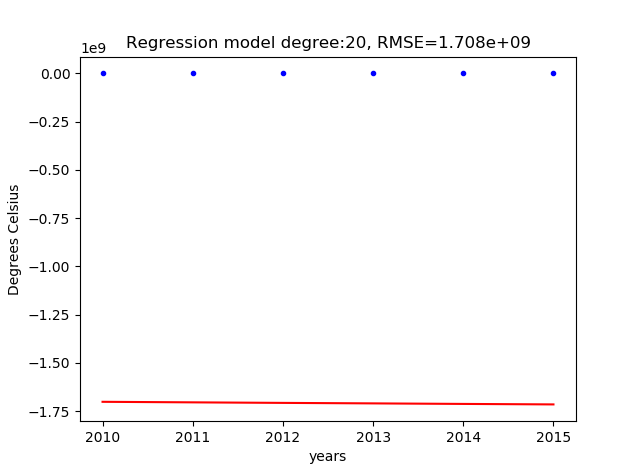 Regression model degree:20, RMSE=1.708e+09
1e9
0.00
−0.25
−0.50
−0.75
−1.00
−1.25
−1.50
−1.75
Degrees Celsius
2010 2011 2012 2013 2014 2015
years